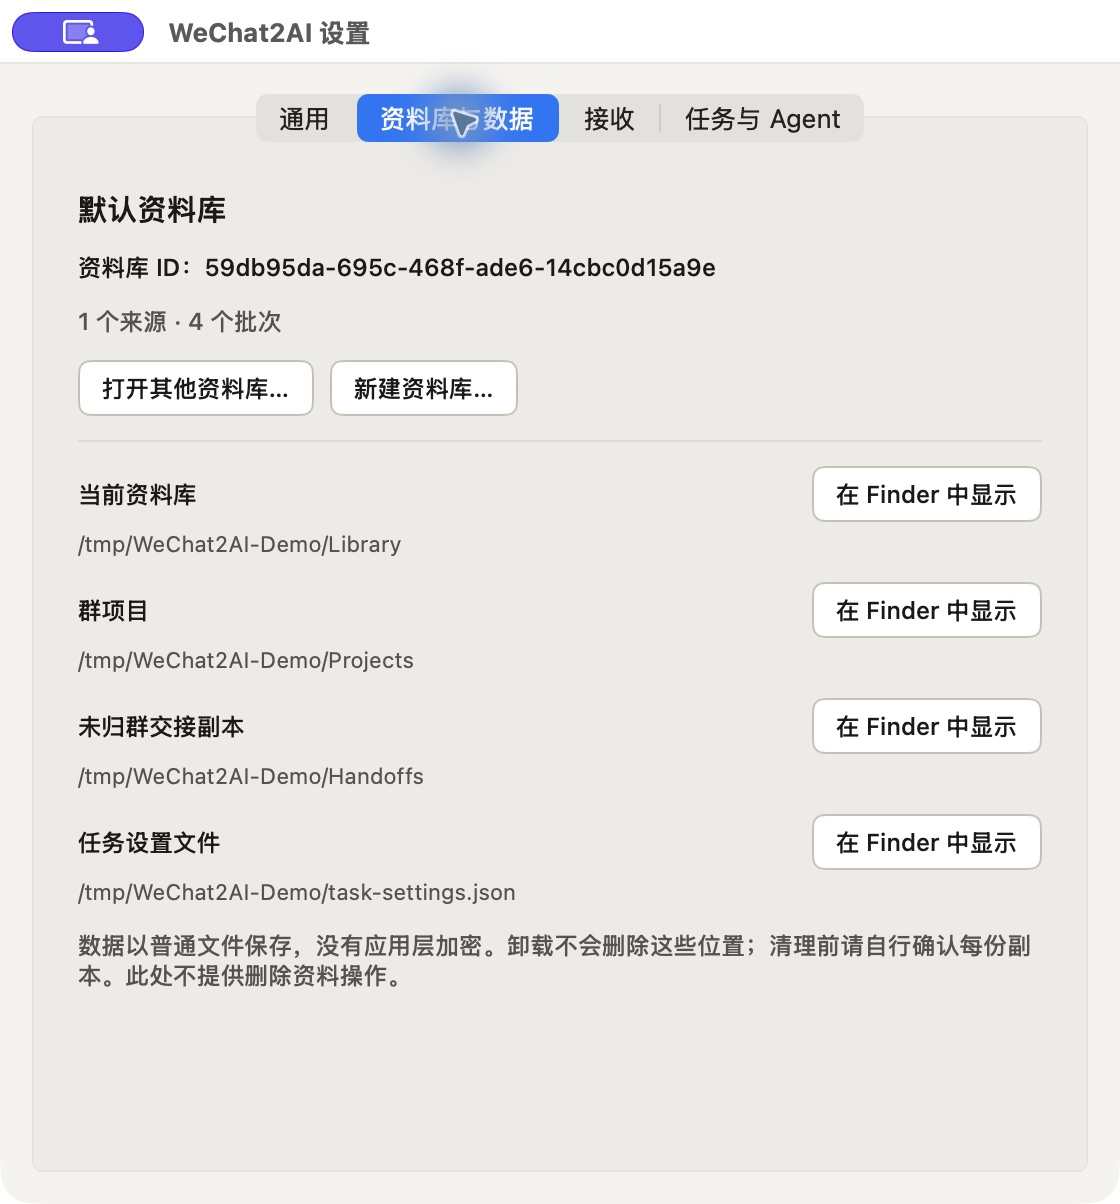 WeChat2AI 设置
通用 资料库与数据 接收 任务与 Agent
默认资料库
资料库 ID：59db95da-695c-468f-ade6-14cbc0d15a9e
1 个来源 · 4 个批次
打开其他资料库... 新建资料库...
当前资料库 在 Finder 中显示
/tmp/WeChat2AI-Demo/Library
群项目 在 Finder 中显示
/tmp/WeChat2AI-Demo/Projects
未归群交接副本 在 Finder 中显示
/tmp/WeChat2AI-Demo/Handoffs
任务设置文件 在 Finder 中显示
/tmp/WeChat2AI-Demo/task-settings.json
数据以普通文件保存，没有应用层加密。卸载不会删除这些位置；清理前请自行确认每份副
本。此处不提供删除资料操作。